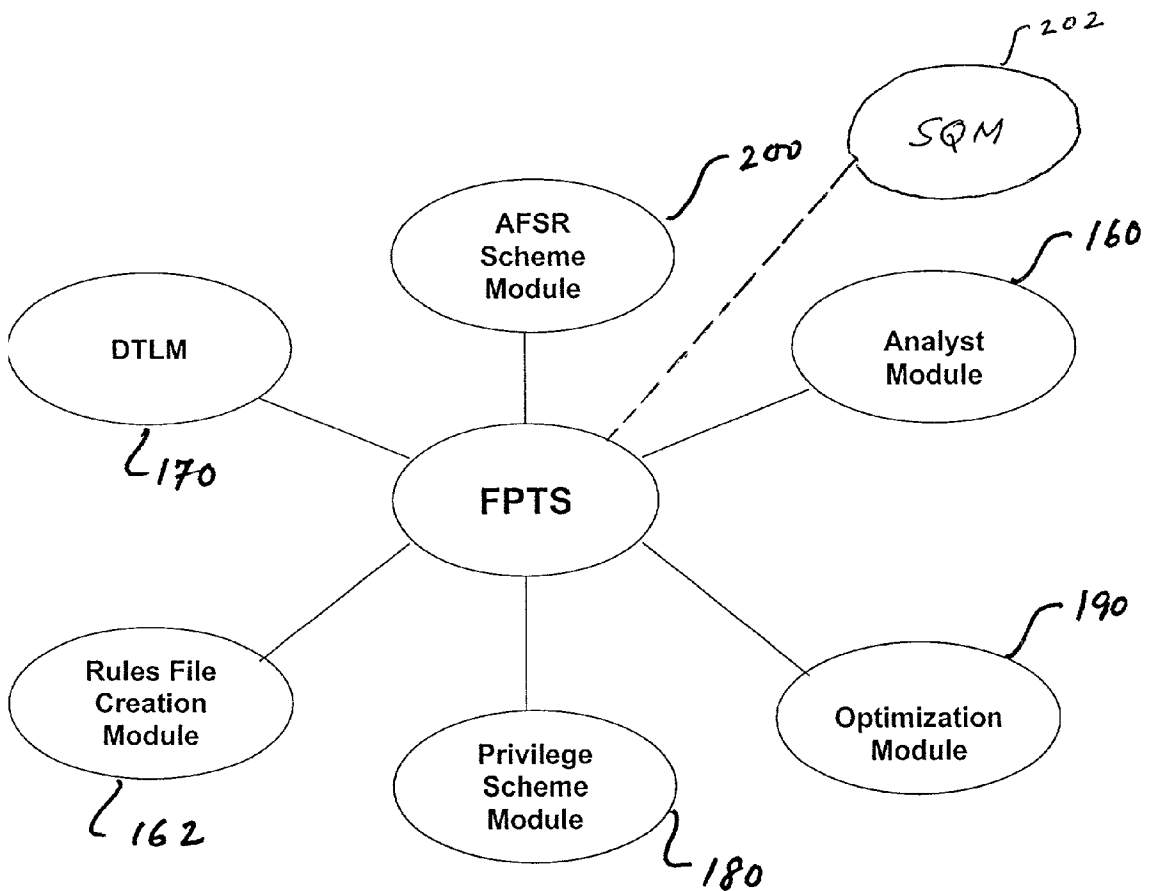 202
SQM
200
AFSR
Scheme
Module
160
DTLM
Analyst
Module
170
FPTS
190
Rules File
Creation
Module
Optimization
Module
Privilege
Scheme
Module
162
180